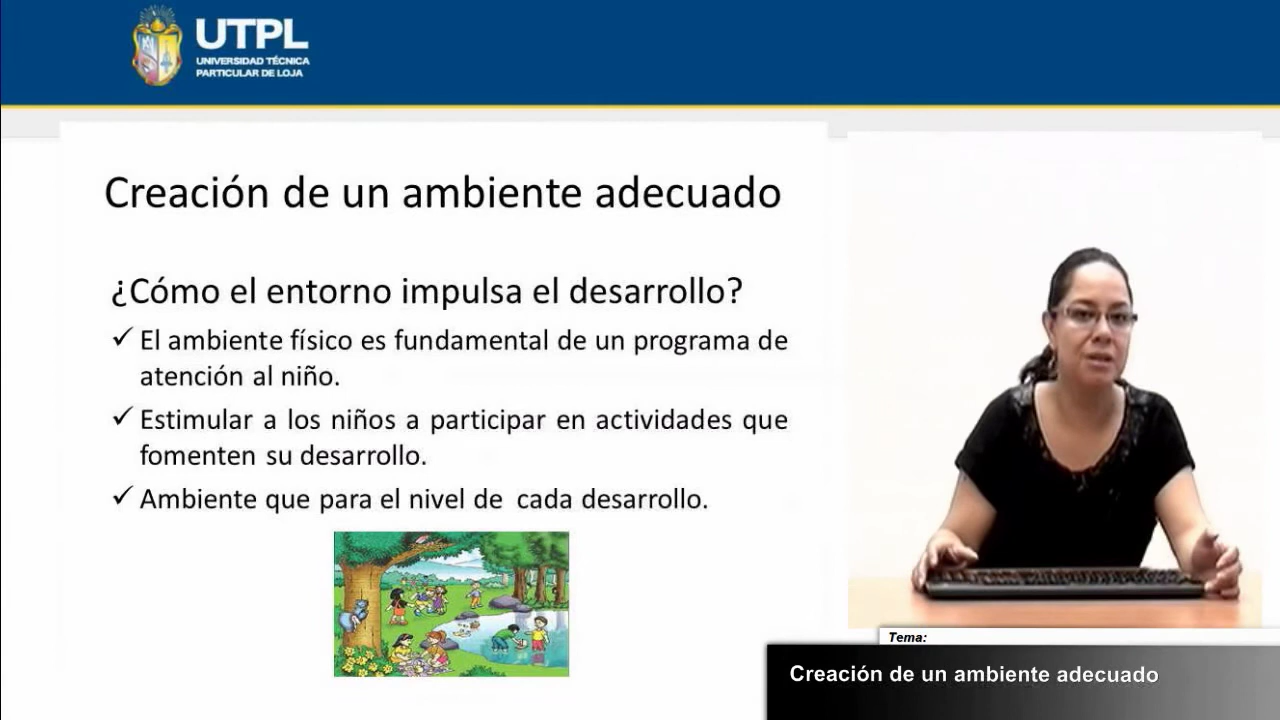 UTPL
UNIVERSIDAD TÉCNICA
PARTICULAR DE LOJA
Creación de un ambiente adecuado
¿Cómo el entorno impulsa el desarrollo?
✓ El ambiente físico es fundamental de un programa de
atención al niño.
✓ Estimular a los niños a participar en actividades que
fomenten su desarrollo.
✓ Ambiente que para el nivel de cada desarrollo.
Tema:
Creación de un ambiente adecuado